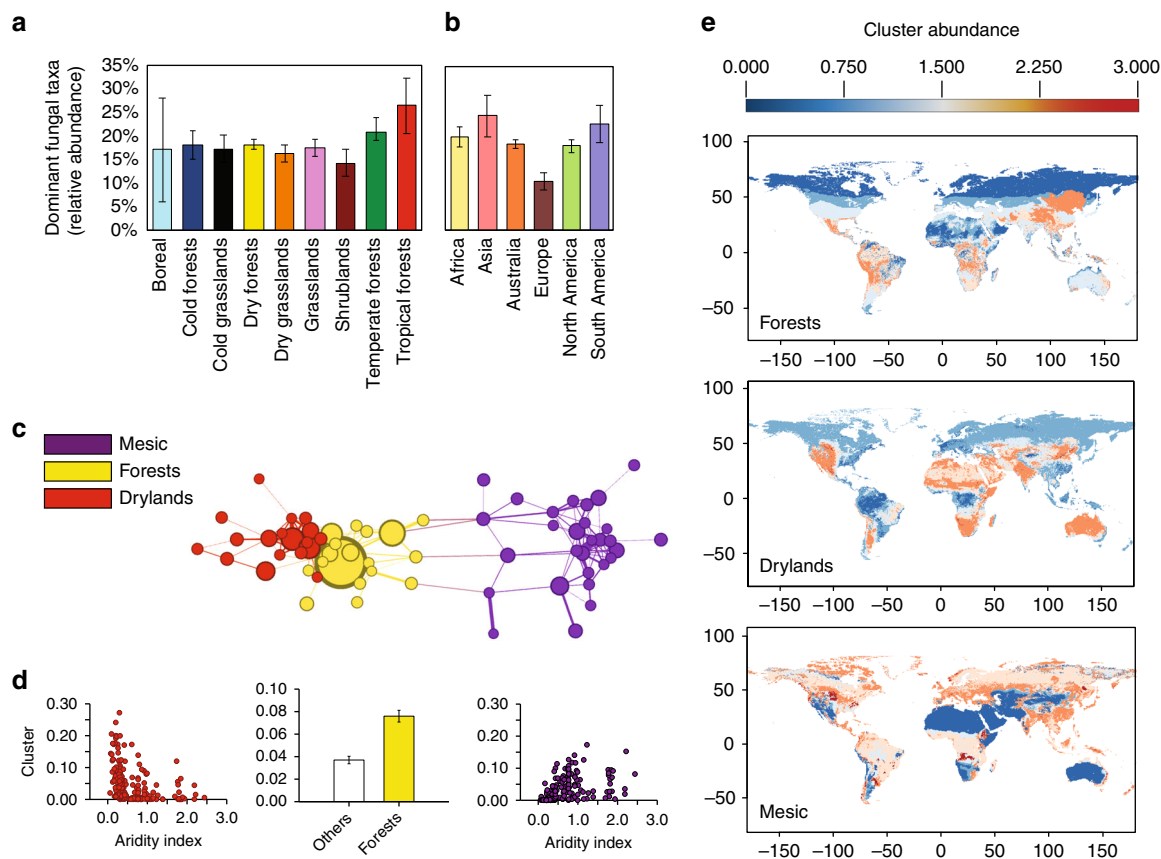 a
Dominant fungal taxa
(relative abundance)
35%
30%
25%
20%
15%
10%
5%
0%
Boreal
Cold forests
Cold grasslands
Dry forests
Dry grasslands
Grasslands
Shrublands
Temperate forests
Tropical forests
b
Africa
Asia
Australia
Europe
North America
South America
c
Mesic
Forests
Drylands
d
Cluster
0.30
0.20
0.10
0.00
0.0 1.0 2.0 3.0
Aridity index
0.10
0.08
0.06
0.04
0.02
0.00
Others
Forests
0.30
0.20
0.10
0.00
0.0 1.0 2.0 3.0
Aridity index
e
Cluster abundance
0.000 0.750 1.500 2.250 3.000
100
50
0
−50
Forests
−150 −100 −50 0 50 100 150
100
50
0
−50
Drylands
−150 −100 −50 0 50 100 150
100
50
0
−50
Mesic
−150 −100 −50 0 50 100 150